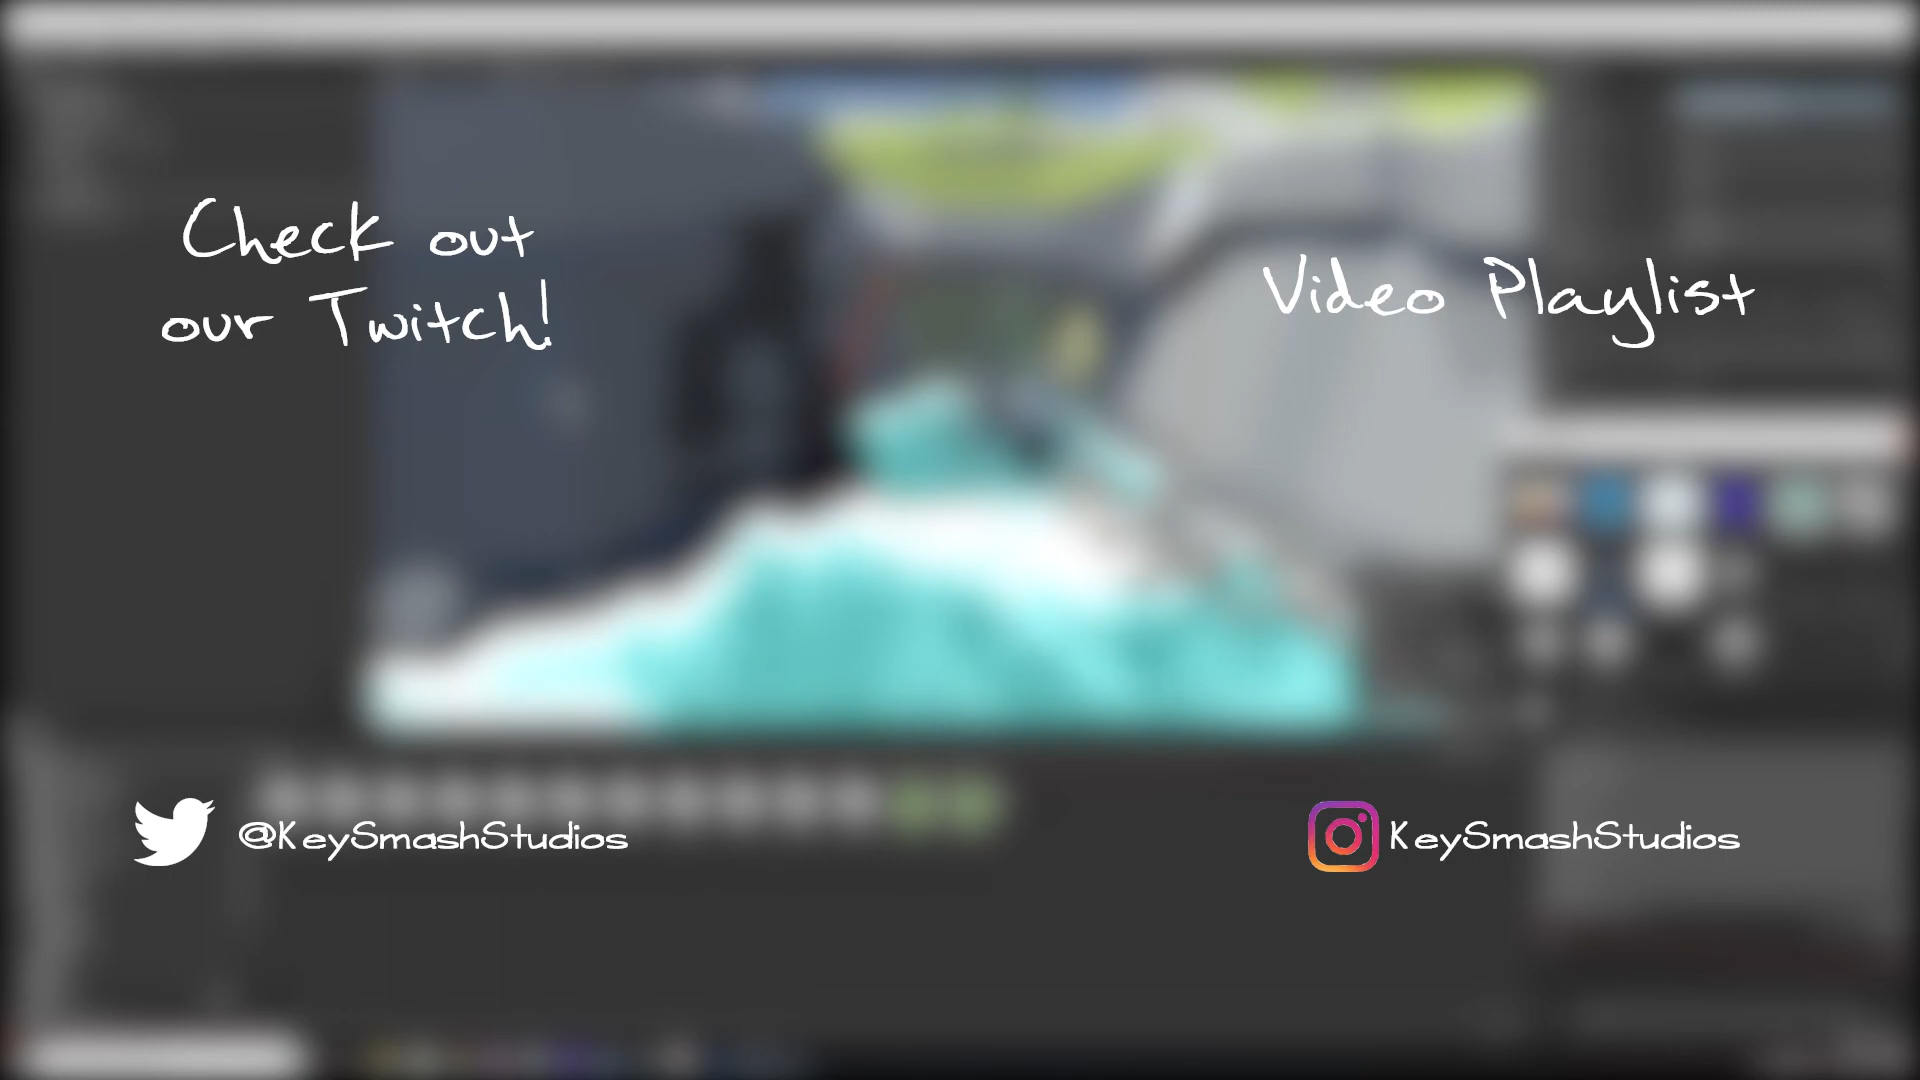 Check out
our Twitch!
Video Playlist
@KeySmashStudios
KeySmashStudios